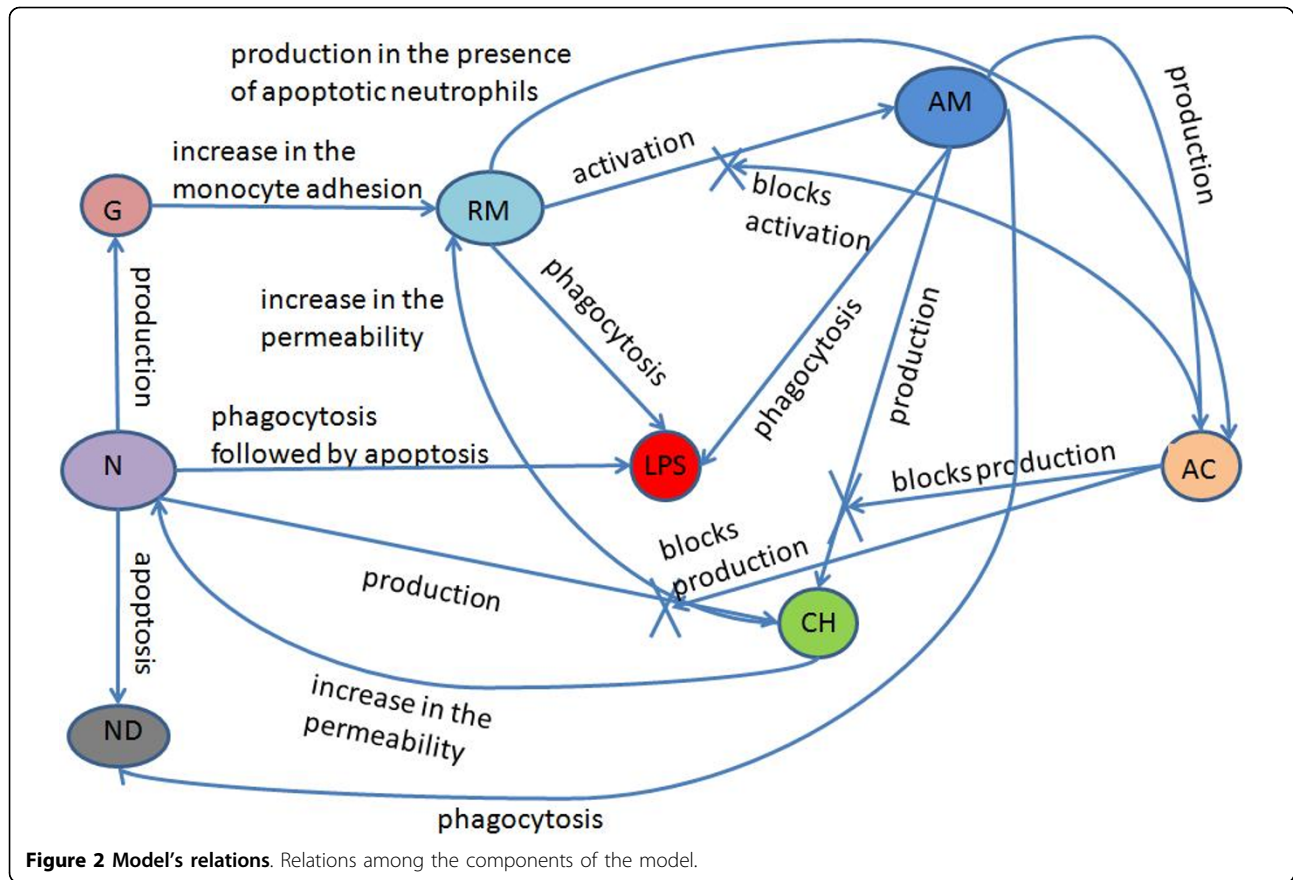 production in the presence
of apoptotic neutrophils
AM
production
increase in the
monocyte adhesion
activation
G
RM
blocks
activation
production
increase in the
permeability
phagocytosis
phagocytosis
production
phagocytosis
followed by apoptosis
N
LPS
blocks production
AC
blocks
production
apoptosis
production
CH
increase in the
permeability
ND
phagocytosis
Figure 2 Model's relations. Relations among the components of the model.